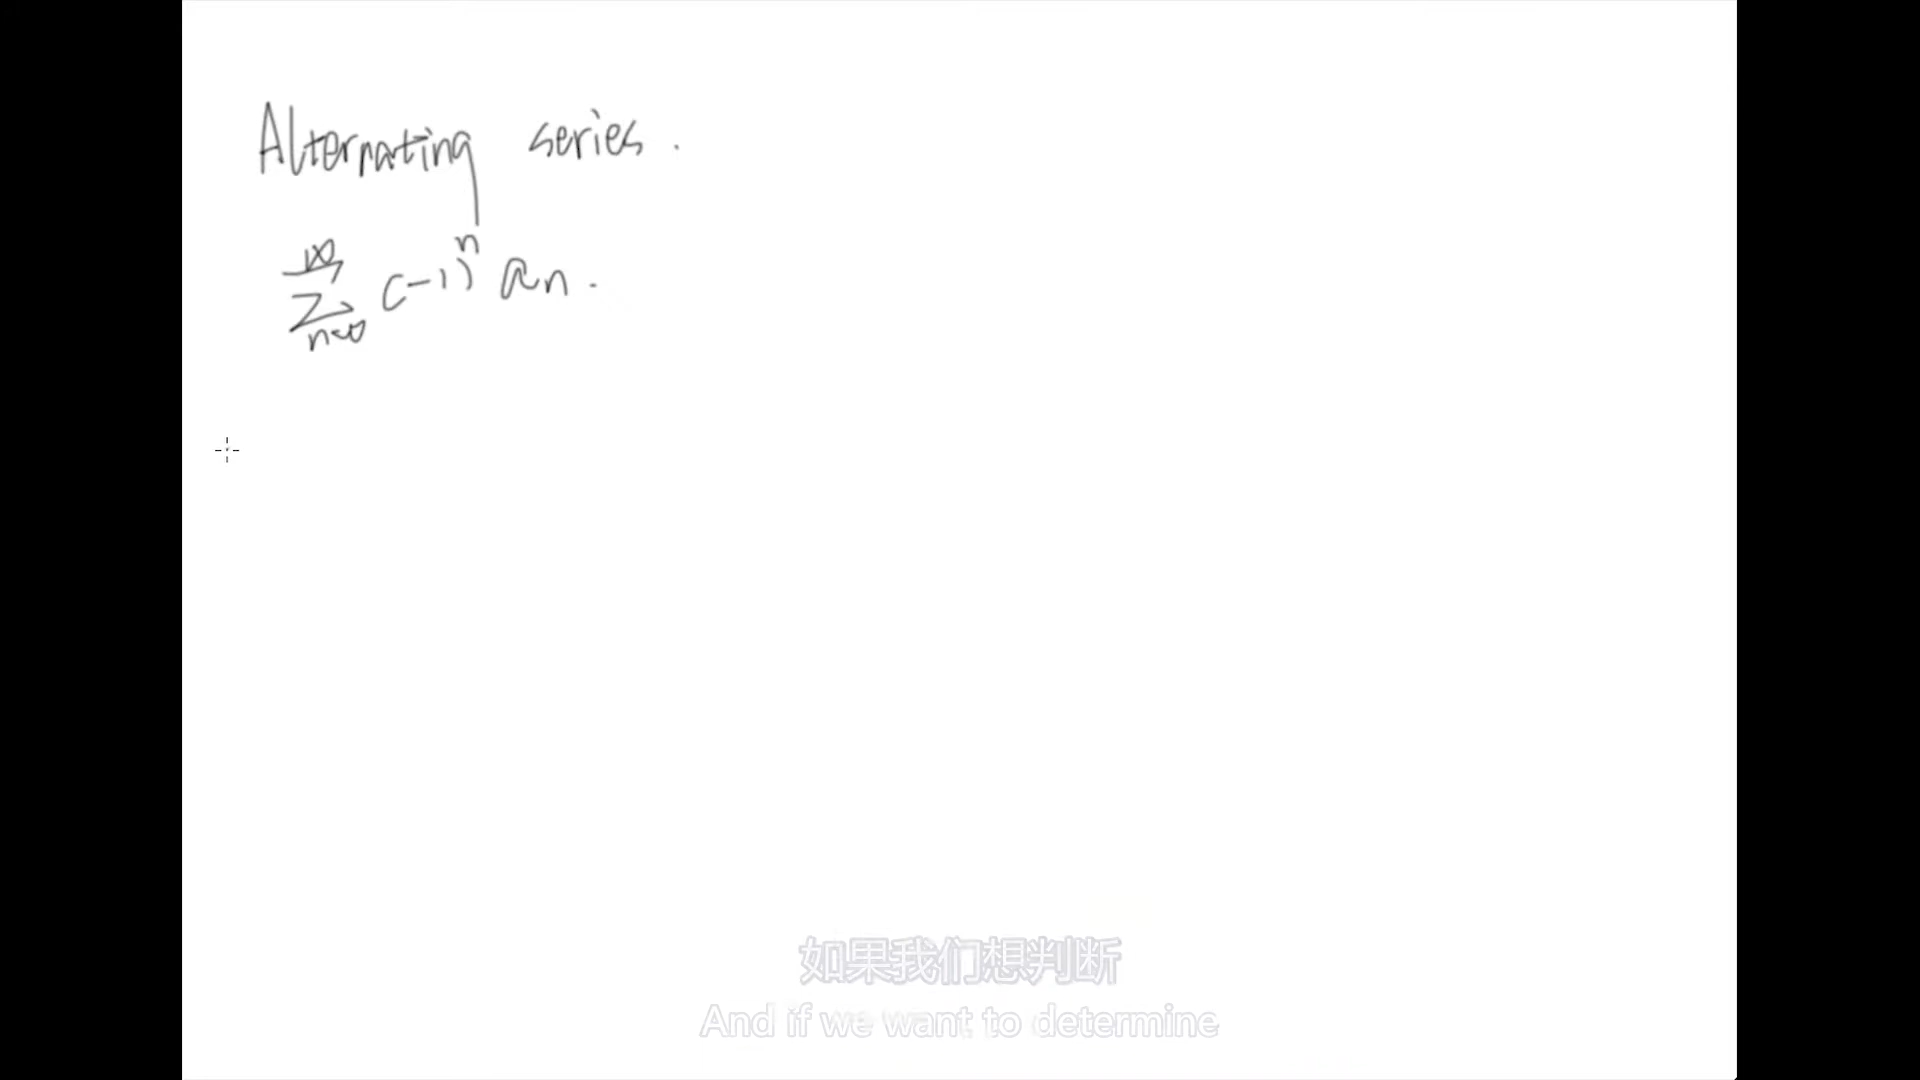 Alternating series.
∞
∑ (-1)ⁿ aₙ.
n=0
如果我们想判断
And if we want to determine